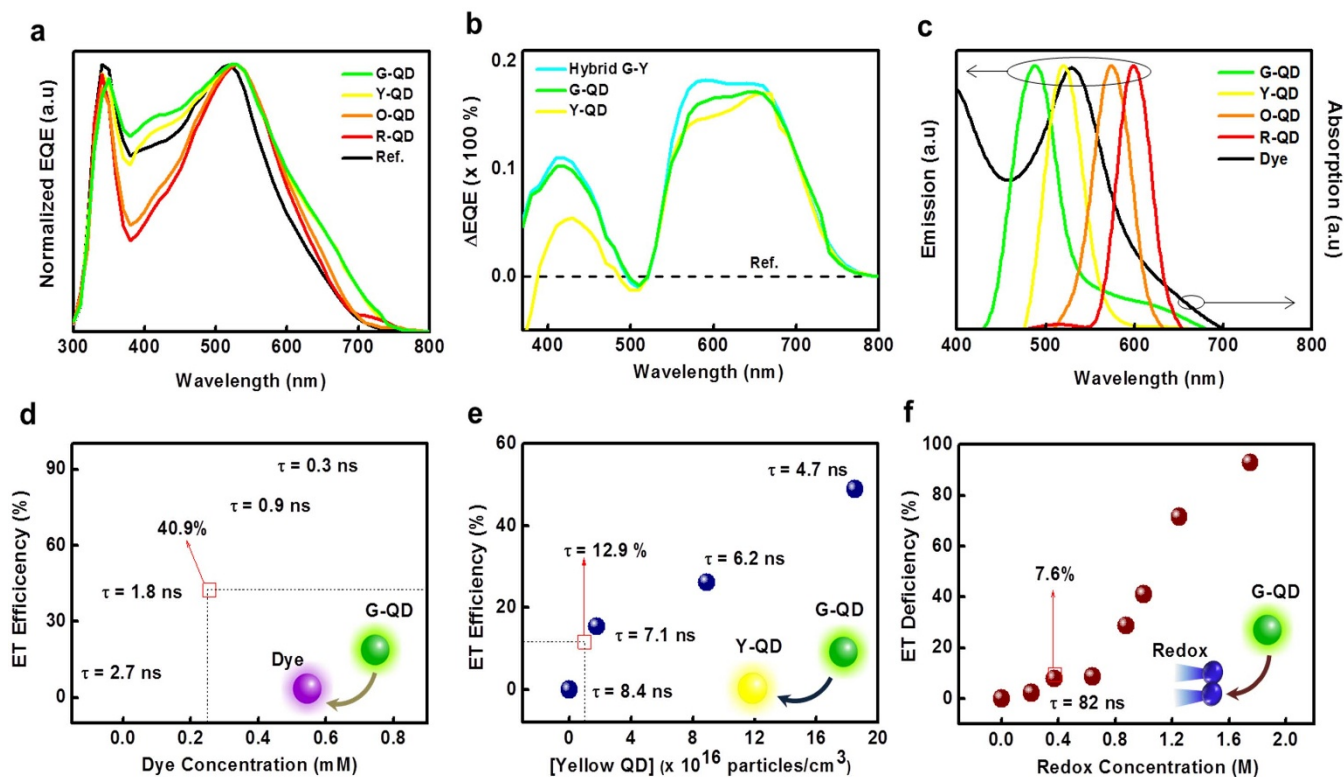 a
Normalized EQE (a.u)
G-QD
Y-QD
O-QD
R-QD
Ref.
300 400 500 600 700 800
Wavelength (nm)
b
ΔEQE (x 100 %)
0.2
0.1
0.0
Hybrid G-Y
G-QD
Y-QD
Ref.
400 500 600 700 800
Wavelength (nm)
c
Emission (a.u)
Absorption (a.u)
G-QD
Y-QD
O-QD
R-QD
Dye
400 500 600 700 800
Wavelength (nm)
d
ET Efficicency (%)
90
60
30
0
τ = 0.3 ns
τ = 0.9 ns
40.9%
τ = 1.8 ns
τ = 2.7 ns
G-QD
Dye
0.0 0.2 0.4 0.6 0.8
Dye Concentration (mM)
e
ET Efficiency (%)
60
40
20
0
τ = 4.7 ns
τ = 12.9 %
τ = 6.2 ns
τ = 7.1 ns
τ = 8.4 ns
G-QD
Y-QD
0 4 8 12 16 20
[Yellow QD] (x 10¹⁶ particles/cm³)
f
ET Deficiency (%)
100
80
60
40
20
0
7.6%
τ = 82 ns
G-QD
Redox
0.0 0.4 0.8 1.2 1.6 2.0
Redox Concentration (M)